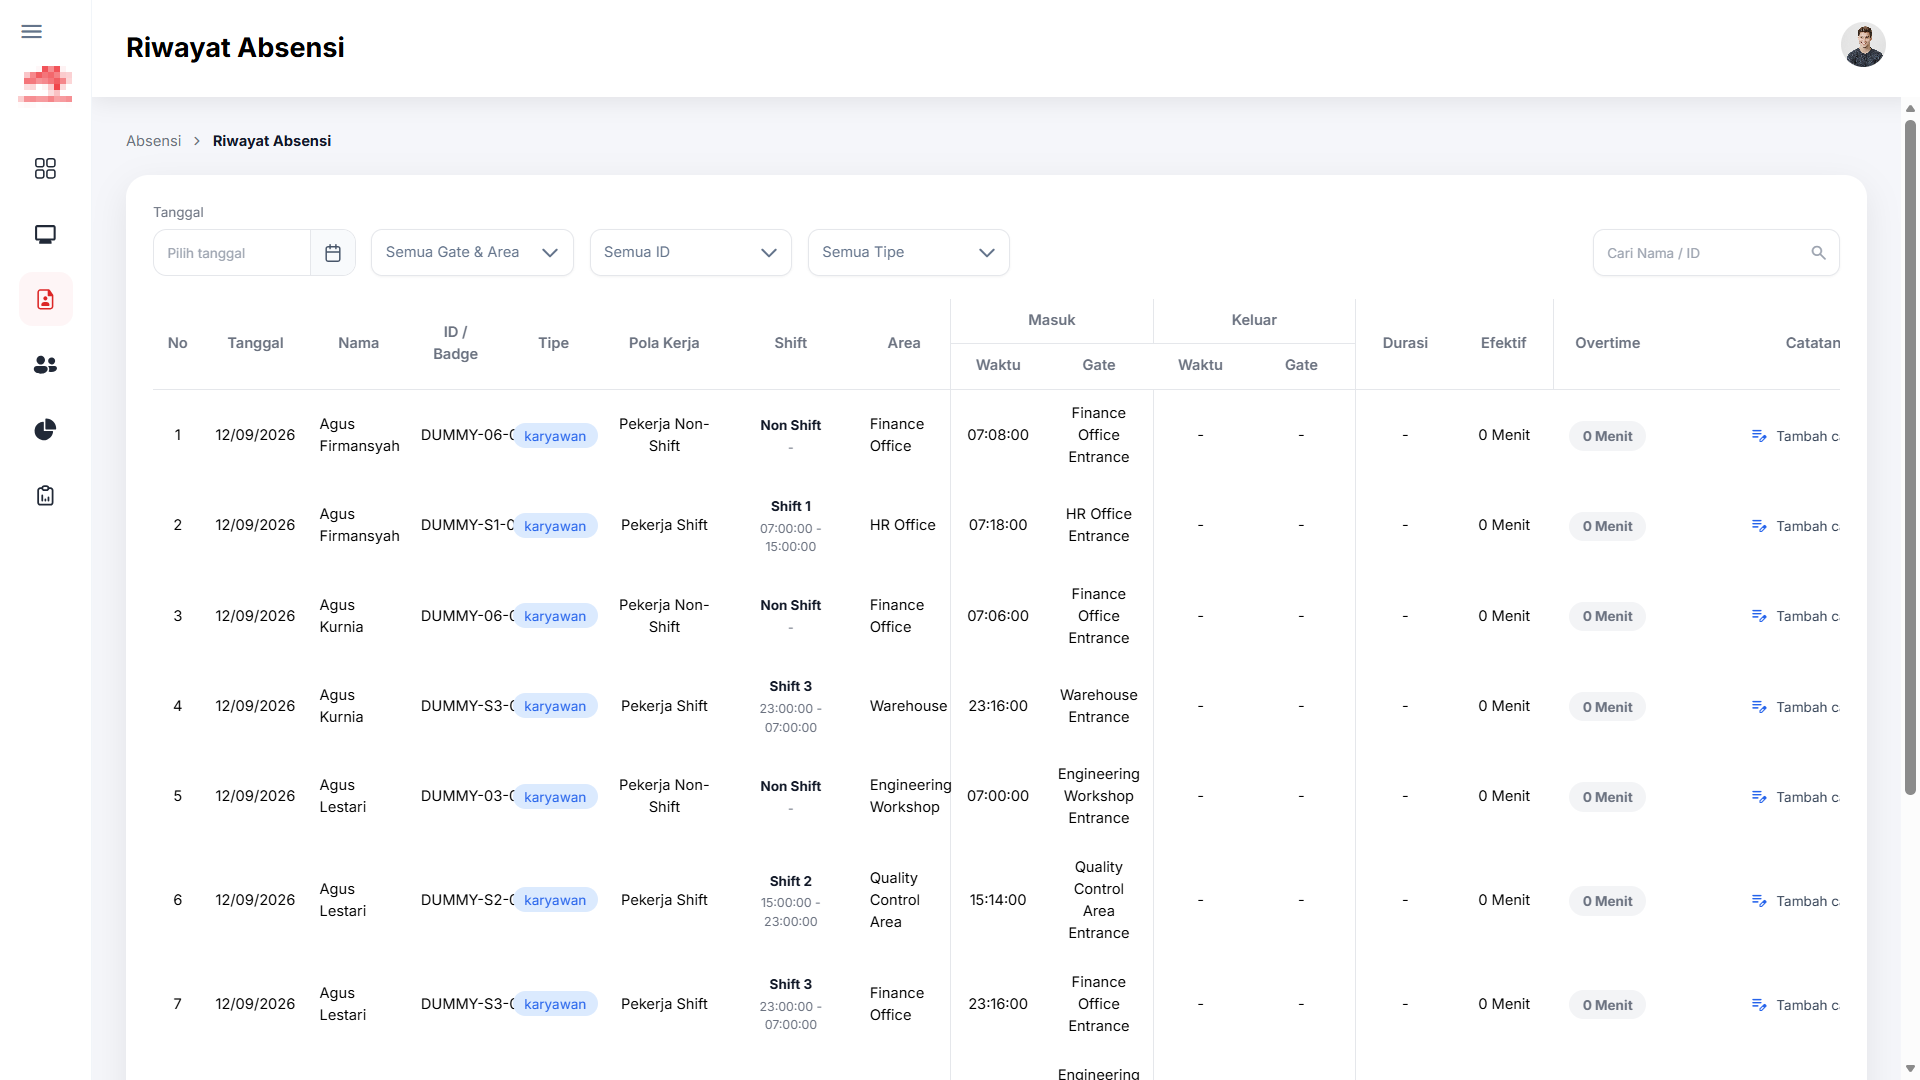 Riwayat Absensi
Absensi > Riwayat Absensi
Tanggal
Pilih tanggal
Semua Gate & Area
Semua ID
Semua Tipe
Cari Nama / ID
Masuk Keluar
No Tanggal Nama ID / Badge Tipe Pola Kerja Shift Area Durasi Efektif Overtime Catatan
Waktu Gate Waktu Gate
1 12/09/2026 Agus Firmansyah DUMMY-06-0 karyawan Pekerja Non-Shift Non Shift - Finance Office 07:08:00 Finance Office Entrance - - - 0 Menit 0 Menit Tambah c
2 12/09/2026 Agus Firmansyah DUMMY-S1-0 karyawan Pekerja Shift Shift 1 07:00:00 - 15:00:00 HR Office 07:18:00 HR Office Entrance - - - 0 Menit 0 Menit Tambah c
3 12/09/2026 Agus Kurnia DUMMY-06-0 karyawan Pekerja Non-Shift Non Shift - Finance Office 07:06:00 Finance Office Entrance - - - 0 Menit 0 Menit Tambah c
4 12/09/2026 Agus Kurnia DUMMY-S3-0 karyawan Pekerja Shift Shift 3 23:00:00 - 07:00:00 Warehouse 23:16:00 Warehouse Entrance - - - 0 Menit 0 Menit Tambah c
5 12/09/2026 Agus Lestari DUMMY-03-0 karyawan Pekerja Non-Shift Non Shift - Engineering Workshop 07:00:00 Engineering Workshop Entrance - - - 0 Menit 0 Menit Tambah c
6 12/09/2026 Agus Lestari DUMMY-S2-0 karyawan Pekerja Shift Shift 2 15:00:00 - 23:00:00 Quality Control Area 15:14:00 Quality Control Area Entrance - - - 0 Menit 0 Menit Tambah c
7 12/09/2026 Agus Lestari DUMMY-S3-0 karyawan Pekerja Shift Shift 3 23:00:00 - 07:00:00 Finance Office 23:16:00 Finance Office Entrance - - - 0 Menit 0 Menit Tambah c
Engineering